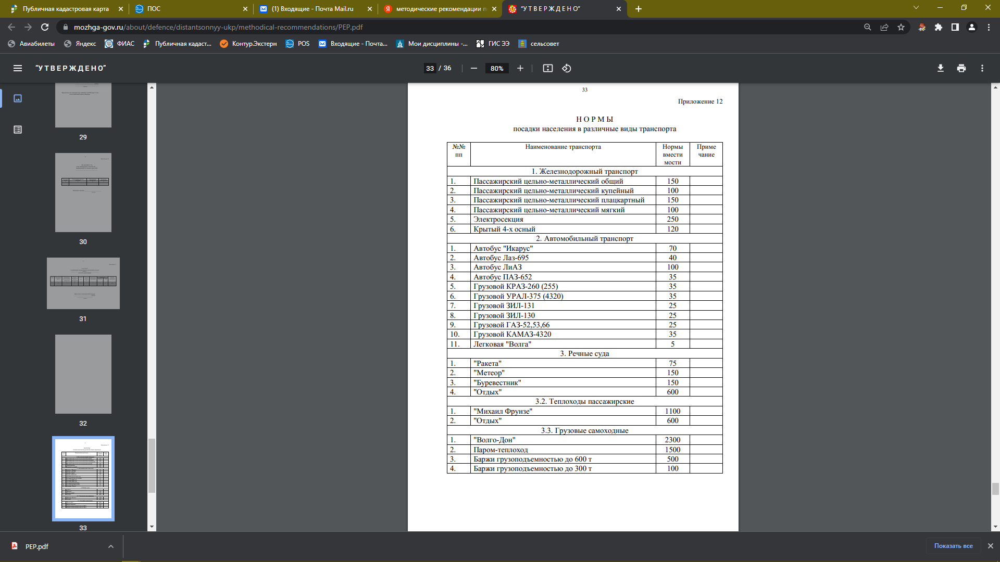 Публичная кадастровая карта
ПОС
(1) Входящие - Почта Mail.ru
методические рекомендации п
"У Т В Е Р Ж Д Е Н О"
mozhga-gov.ru/about/defence/distantsonnyy-ukp/methodical-recommendations/PEP.pdf
Авиабилеты
Яндекс
ФИАС
Публичная кадаст...
Контур.Экстерн
POS
Входящие - Почта...
Мои дисциплины -...
ГИС ЭЭ
сельсовет
"У Т В Е Р Ж Д Е Н О"
33 / 36
80%
29
30
31
32
33
33
Приложение 12
Н О Р М Ы
посадки населения в различные виды транспорта
№№ пп Наименование транспорта Нормы вмести мости Приме чание
1. Железнодорожный транспорт
1. Пассажирский цельно-металлический общий 150
2. Пассажирский цельно-металлический купейный 100
3. Пассажирский цельно-металлический плацкартный 150
4. Пассажирский цельно-металлический мягкий 100
5. Электросекция 250
6. Крытый 4-х осный 120
2. Автомобильный транспорт
1. Автобус "Икарус" 70
2. Автобус Лаз-695 40
3. Автобус ЛиАЗ 100
4. Автобус ПАЗ-652 35
5. Грузовой КРАЗ-260 (255) 35
6. Грузовой УРАЛ-375 (4320) 35
7. Грузовой ЗИЛ-131 25
8. Грузовой ЗИЛ-130 25
9. Грузовой ГАЗ-52,53,66 25
10. Грузовой КАМАЗ-4320 35
11. Легковая "Волга" 5
3. Речные суда
1. "Ракета" 75
2. "Метеор" 150
3. "Буревестник" 150
4. "Отдых" 600
3.2. Теплоходы пассажирские
1. "Михаил Фрунзе" 1100
2. "Отдых" 600
3.3. Грузовые самоходные
1. "Волго-Дон" 2300
2. Паром-теплоход 1500
3. Баржи грузоподъемностью до 600 т 500
4. Баржи грузоподъемностью до 300 т 100
PEP.pdf
Показать все